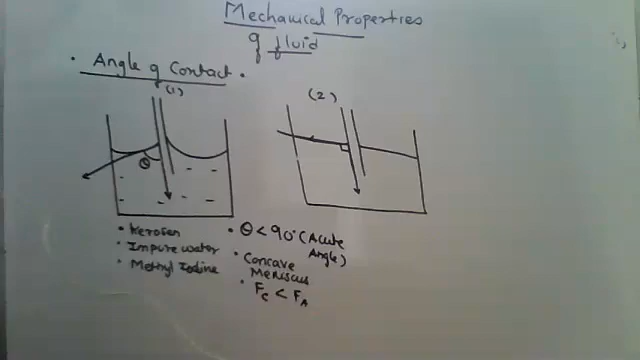 Mechanical Properties
of fluid
• Angle of Contact •
(1)
(2)
θ
• Kerosen
• Impure water
• Methyl Iodine
• θ < 90° (Acute
Angle)
• Concave
Meniscus
• Fc < FA